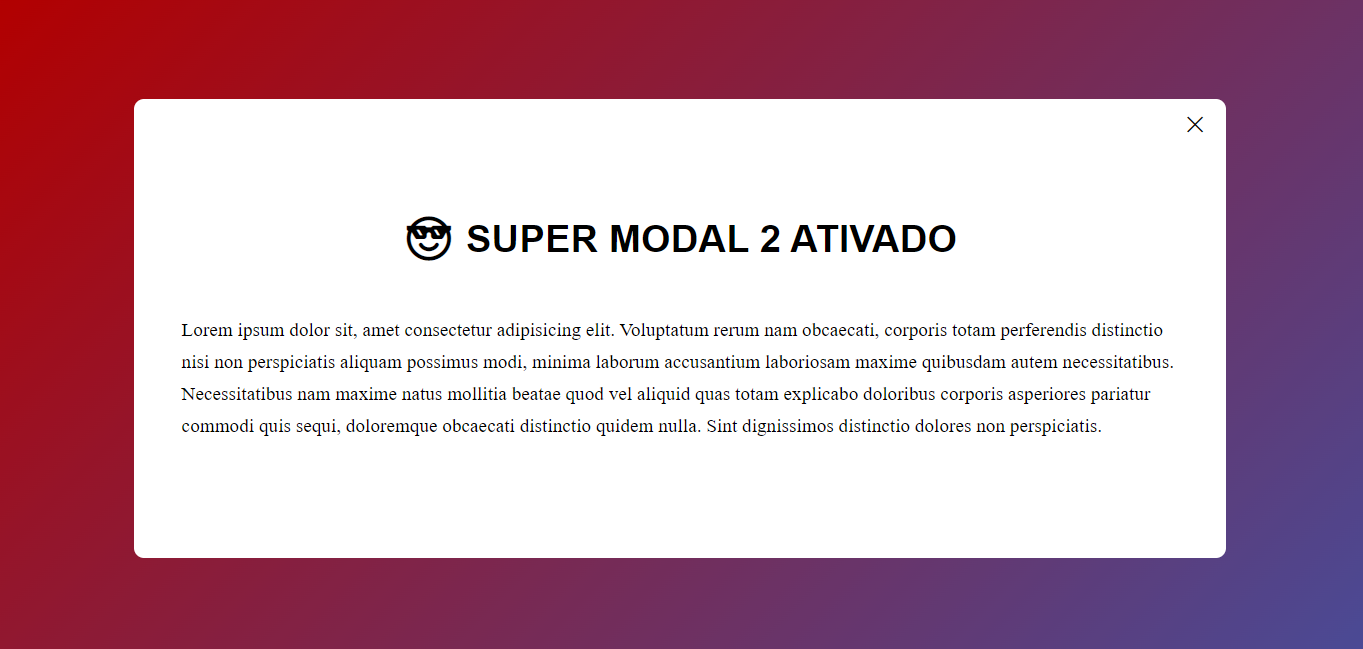 😎 SUPER MODAL 2 ATIVADO
Lorem ipsum dolor sit, amet consectetur adipisicing elit. Voluptatum rerum nam obcaecati, corporis totam perferendis distinctio
nisi non perspiciatis aliquam possimus modi, minima laborum accusantium laboriosam maxime quibusdam autem necessitatibus.
Necessitatibus nam maxime natus mollitia beatae quod vel aliquid quas totam explicabo doloribus corporis asperiores pariatur
commodi quis sequi, doloremque obcaecati distinctio quidem nulla. Sint dignissimos distinctio dolores non perspiciatis.